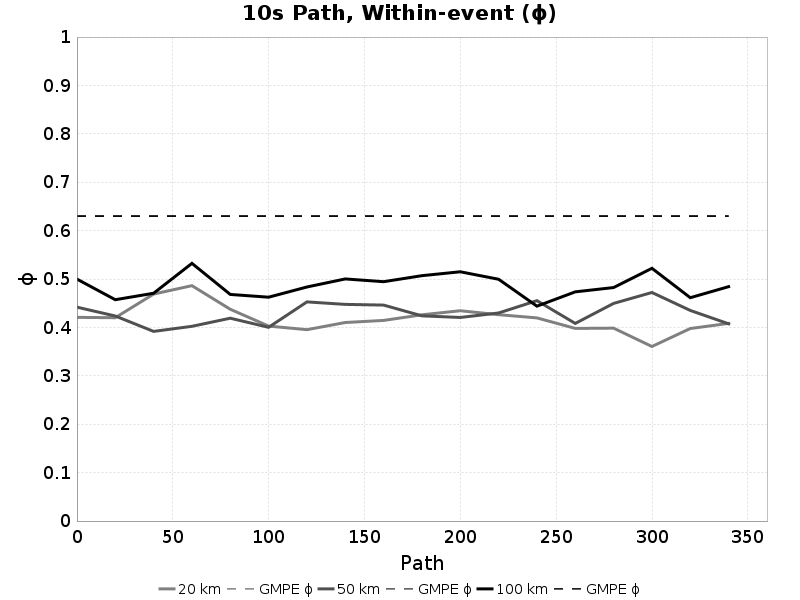 10s Path, Within-event (ϕ)
1
0.9
0.8
0.7
0.6
0.5
0.4
0.3
0.2
0.1
0
ϕ
0 50 100 150 200 250 300 350
Path
20 km GMPE ϕ 50 km GMPE ϕ 100 km GMPE ϕ